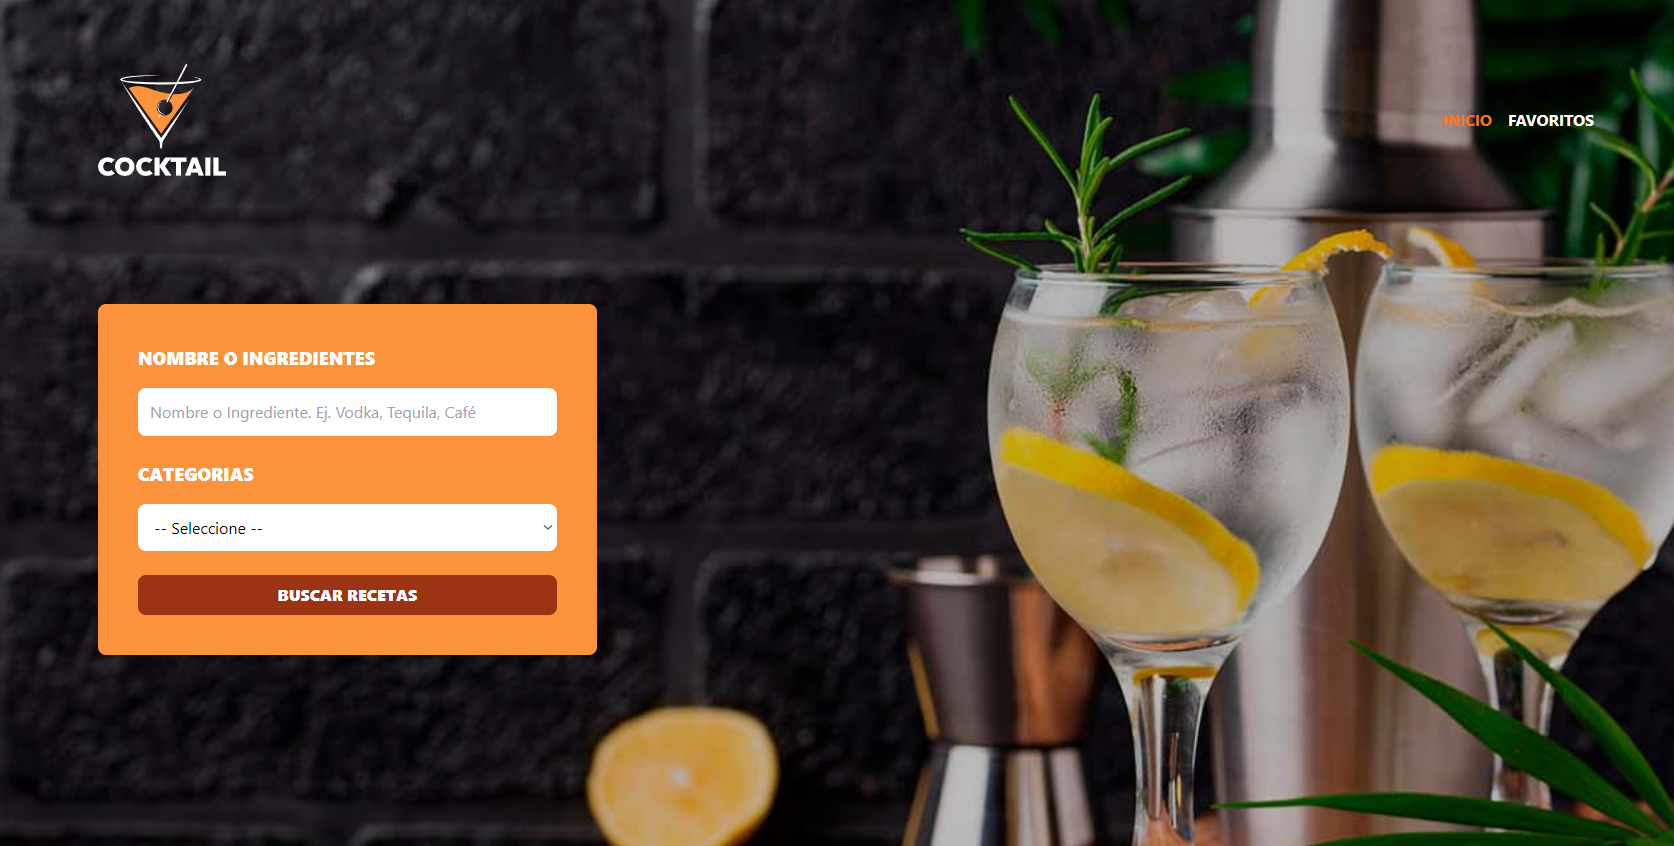 COCKTAIL
INICIO FAVORITOS
NOMBRE O INGREDIENTES
Nombre o Ingrediente. Ej. Vodka, Tequila, Café
CATEGORIAS
-- Seleccione --
BUSCAR RECETAS